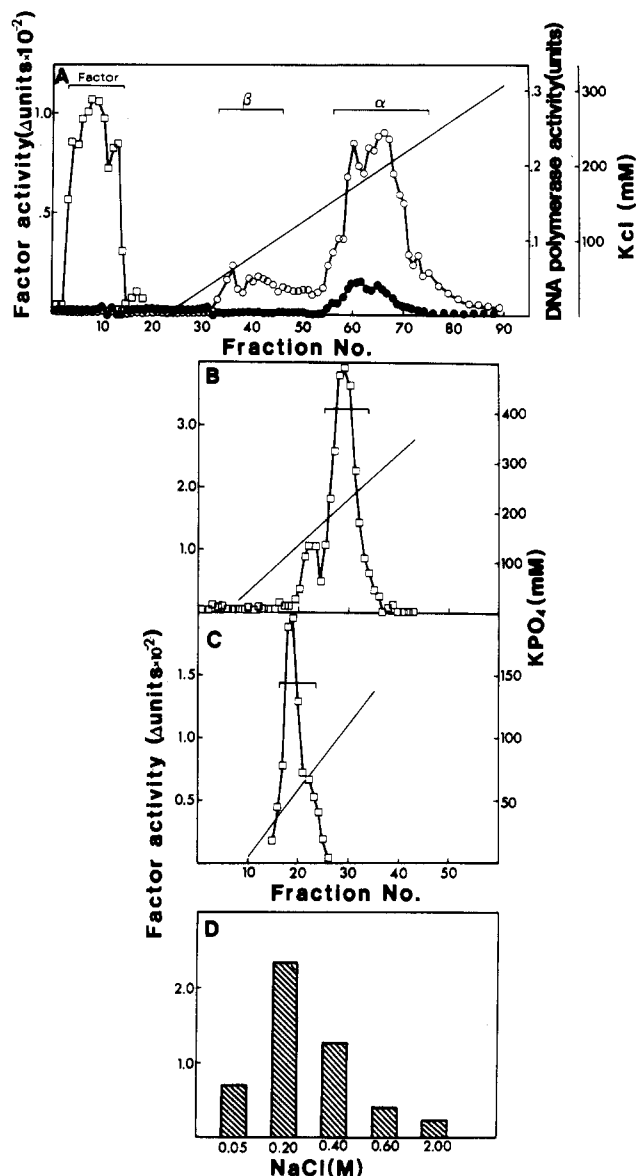 A
Factor
β
α
Factor activity(Δunits·10⁻²)
1.0
.5
DNA polymerase activity(units)
.3
.2
.1
Kcl (mM)
300
200
100
10 20 30 40 50 60 70 80 90
Fraction No.
B
3.0
2.0
1.0
400
300
200
100
KPO₄(mM)
C
1.5
1.0
0.5
150
100
50
Factor activity (Δunits·10⁻²)
10 20 30 40 50
Fraction No.
D
2.0
1.0
0.05 0.20 0.40 0.60 2.00
NaCl(M)